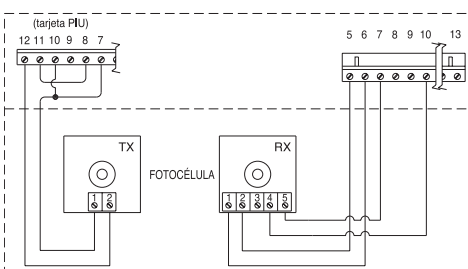 (tarjeta PIU)
12 11 10 9 8 7
5 6 7 8 9 10 13
TX
FOTOCÉLULA
RX
1 2
1 2 3 4 5